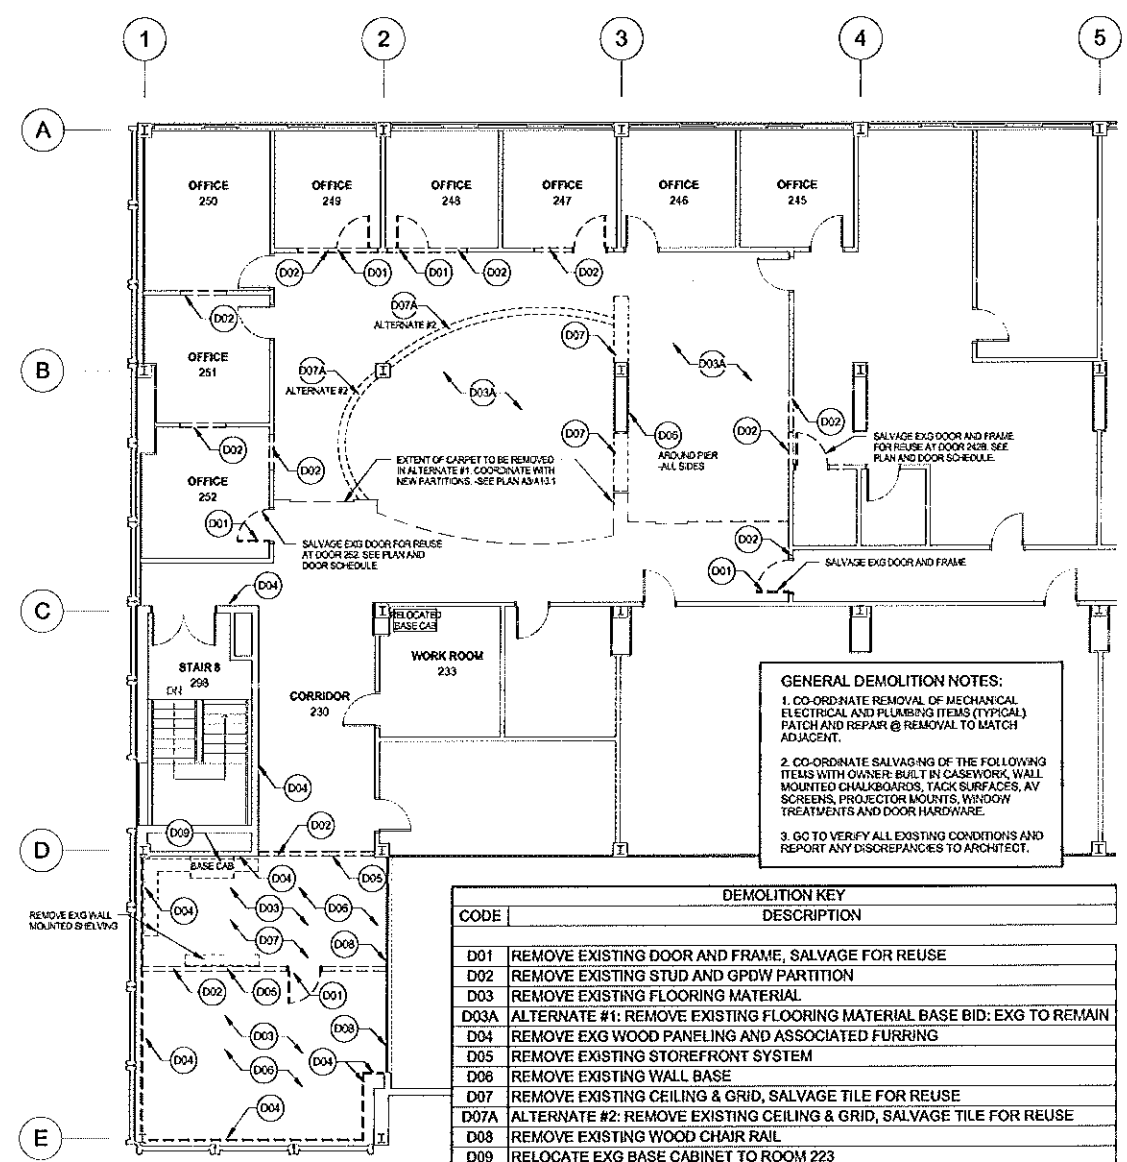 1 2 3 4 5
A
OFFICE 250
OFFICE 249
OFFICE 248
OFFICE 247
OFFICE 246
OFFICE 245
D02 D01 D01 D02 D02
D07A
ALTERNATE #2
D02
D07
B
OFFICE 251
D07A
ALTERNATE #2
D03A
D03A
D02
D02
D07
D05
AROUND PIER
-ALL SIDES
D02
D02
SALVAGE EXG DOOR AND FRAME
FOR REUSE AT DOOR 242B. SEE
PLAN AND DOOR SCHEDULE.
EXTENT OF CARPET TO BE REMOVED
IN ALTERNATE #1. COORDINATE WITH
NEW PARTITIONS. -SEE PLAN A3/A13.1
OFFICE 252
D01
SALVAGE EXG DOOR FOR REUSE
AT DOOR 252. SEE PLAN AND
DOOR SCHEDULE.
D02
D01
SALVAGE EXG DOOR AND FRAME
D04
C
RELOCATED
BASE CAB
STAIR 8
298
DN
WORK ROOM
233
CORRIDOR
230
GENERAL DEMOLITION NOTES:
1. CO-ORDINATE REMOVAL OF MECHANICAL
ELECTRICAL AND PLUMBING ITEMS (TYPICAL)
PATCH AND REPAIR @ REMOVAL TO MATCH
ADJACENT.
2. CO-ORDINATE SALVAGING OF THE FOLLOWING
ITEMS WITH OWNER: BUILT IN CASEWORK, WALL
MOUNTED CHALKBOARDS, TACK SURFACES, AV
SCREENS, PROJECTOR MOUNTS, WINDOW
TREATMENTS AND DOOR HARDWARE.
3. GC TO VERIFY ALL EXISTING CONDITIONS AND
REPORT ANY DISCREPANCIES TO ARCHITECT.
D04
D09
D02
D
BASE CAB
D04
D05
D04
D03
D06
REMOVE EXG WALL
MOUNTED SHELVING
D07
D08
D02
D05
D01
D03
D08
D04
D06
D04
D04
E
DEMOLITION KEY
CODE DESCRIPTION
D01 REMOVE EXISTING DOOR AND FRAME, SALVAGE FOR REUSE
D02 REMOVE EXISTING STUD AND GPDW PARTITION
D03 REMOVE EXISTING FLOORING MATERIAL
D03A ALTERNATE #1: REMOVE EXISTING FLOORING MATERIAL BASE BID: EXG TO REMAIN
D04 REMOVE EXG WOOD PANELING AND ASSOCIATED FURRING
D05 REMOVE EXISTING STOREFRONT SYSTEM
D06 REMOVE EXISTING WALL BASE
D07 REMOVE EXISTING CEILING & GRID, SALVAGE TILE FOR REUSE
D07A ALTERNATE #2: REMOVE EXISTING CEILING & GRID, SALVAGE TILE FOR REUSE
D08 REMOVE EXISTING WOOD CHAIR RAIL
D09 RELOCATE EXG BASE CABINET TO ROOM 223